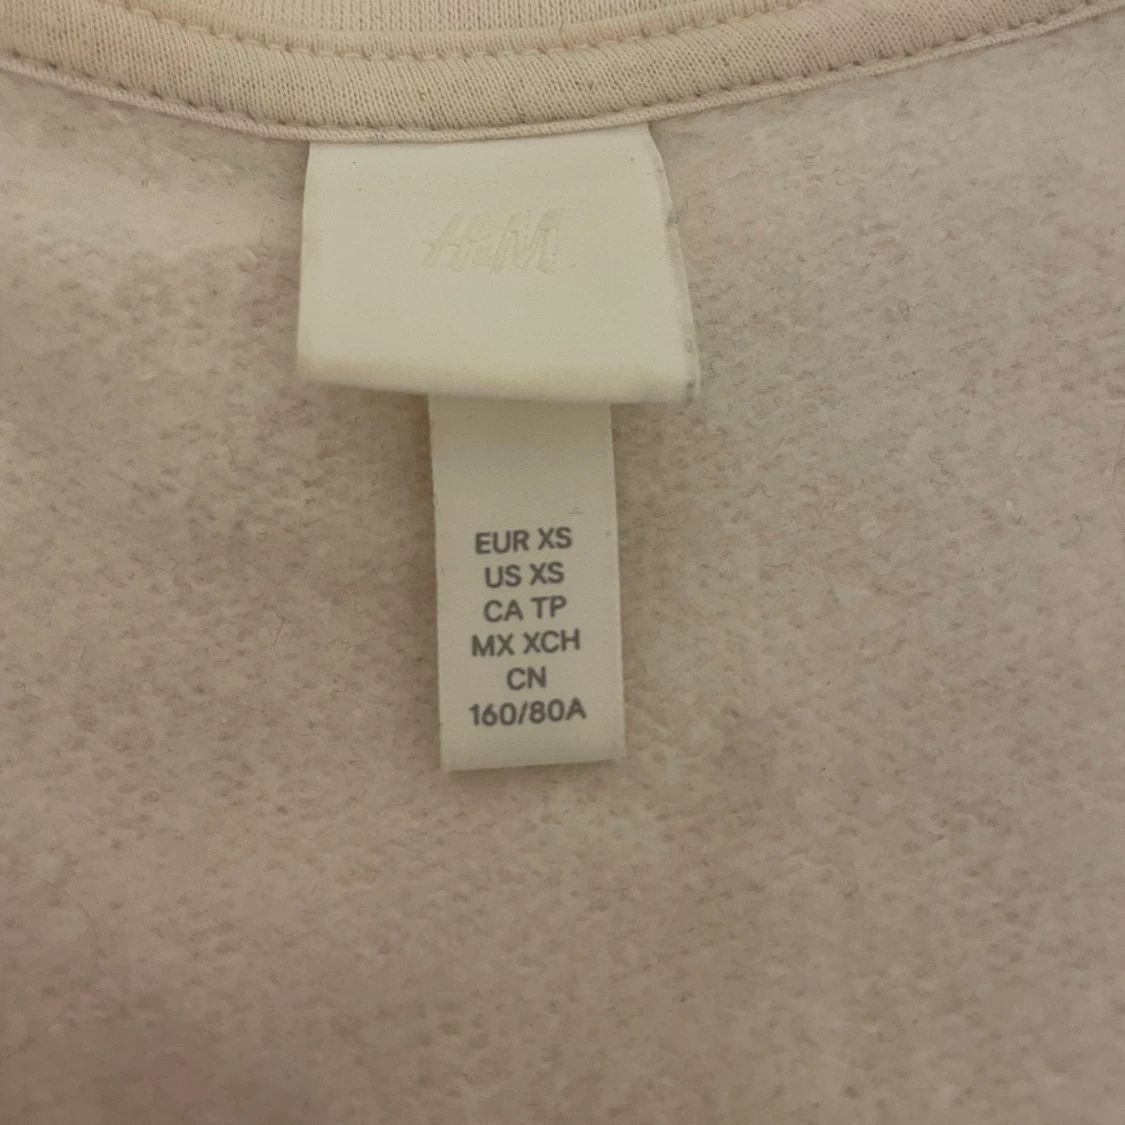 H&M
EUR XS
US XS
CA TP
MX XCH
CN
160/80A